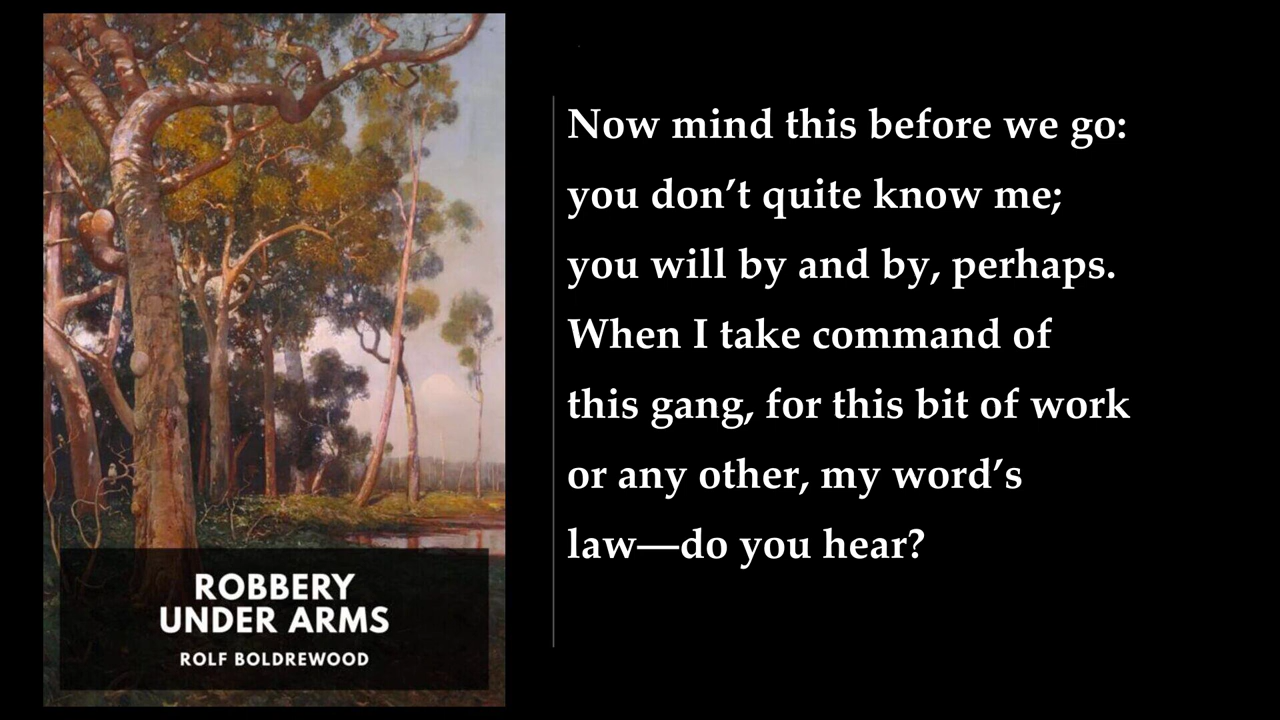 ROBBERY
UNDER ARMS
ROLF BOLDREWOOD
Now mind this before we go:
you don’t quite know me;
you will by and by, perhaps.
When I take command of
this gang, for this bit of work
or any other, my word’s
law—do you hear?